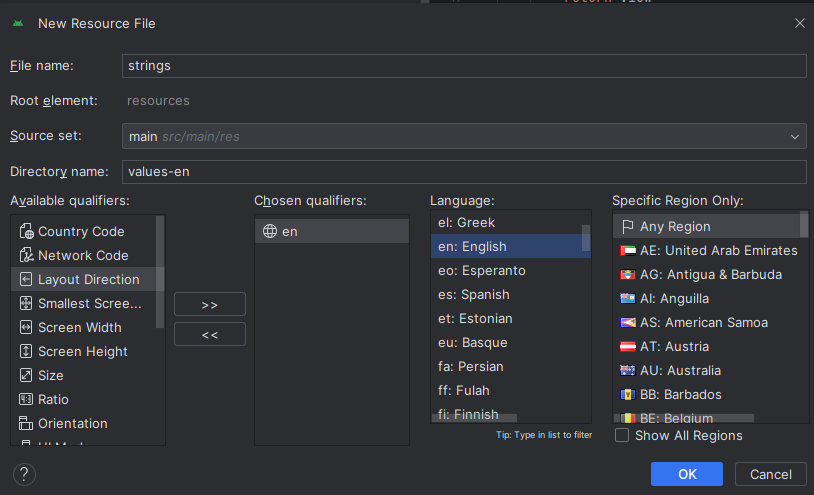 New Resource File
File name:
strings
Root element:
resources
Source set:
main src/main/res
Directory name:
values-en
Available qualifiers:
Country Code
Network Code
Layout Direction
Smallest Scree...
Screen Width
Screen Height
Size
Ratio
Orientation
>>
<<
Chosen qualifiers:
en
Language:
el: Greek
en: English
eo: Esperanto
es: Spanish
et: Estonian
eu: Basque
fa: Persian
ff: Fulah
fi: Finnish
Tip: Type in list to filter
Specific Region Only:
Any Region
AE: United Arab Emirates
AG: Antigua & Barbuda
AI: Anguilla
AS: American Samoa
AT: Austria
AU: Australia
BB: Barbados
BE: Belgium
Show All Regions
?
OK
Cancel